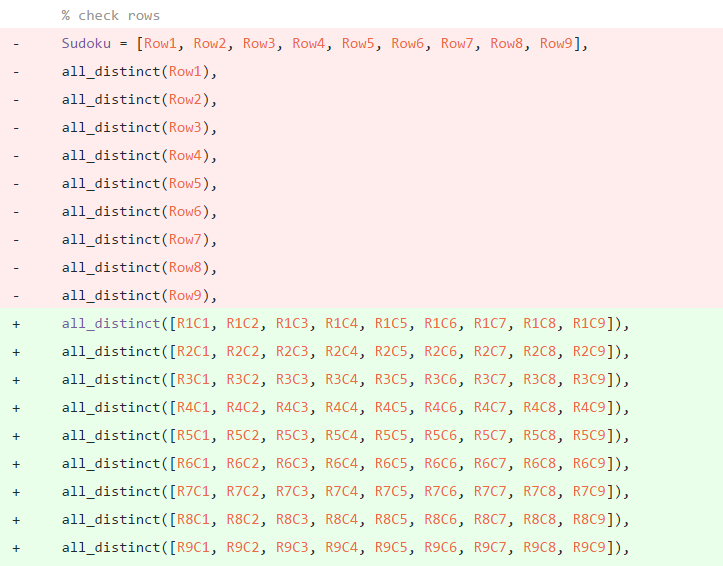 % check rows
- Sudoku = [Row1, Row2, Row3, Row4, Row5, Row6, Row7, Row8, Row9],
- all_distinct(Row1),
- all_distinct(Row2),
- all_distinct(Row3),
- all_distinct(Row4),
- all_distinct(Row5),
- all_distinct(Row6),
- all_distinct(Row7),
- all_distinct(Row8),
- all_distinct(Row9),
+ all_distinct([R1C1, R1C2, R1C3, R1C4, R1C5, R1C6, R1C7, R1C8, R1C9]),
+ all_distinct([R2C1, R2C2, R2C3, R2C4, R2C5, R2C6, R2C7, R2C8, R2C9]),
+ all_distinct([R3C1, R3C2, R3C3, R3C4, R3C5, R3C6, R3C7, R3C8, R3C9]),
+ all_distinct([R4C1, R4C2, R4C3, R4C4, R4C5, R4C6, R4C7, R4C8, R4C9]),
+ all_distinct([R5C1, R5C2, R5C3, R5C4, R5C5, R5C6, R5C7, R5C8, R5C9]),
+ all_distinct([R6C1, R6C2, R6C3, R6C4, R6C5, R6C6, R6C7, R6C8, R6C9]),
+ all_distinct([R7C1, R7C2, R7C3, R7C4, R7C5, R7C6, R7C7, R7C8, R7C9]),
+ all_distinct([R8C1, R8C2, R8C3, R8C4, R8C5, R8C6, R8C7, R8C8, R8C9]),
+ all_distinct([R9C1, R9C2, R9C3, R9C4, R9C5, R9C6, R9C7, R9C8, R9C9]),